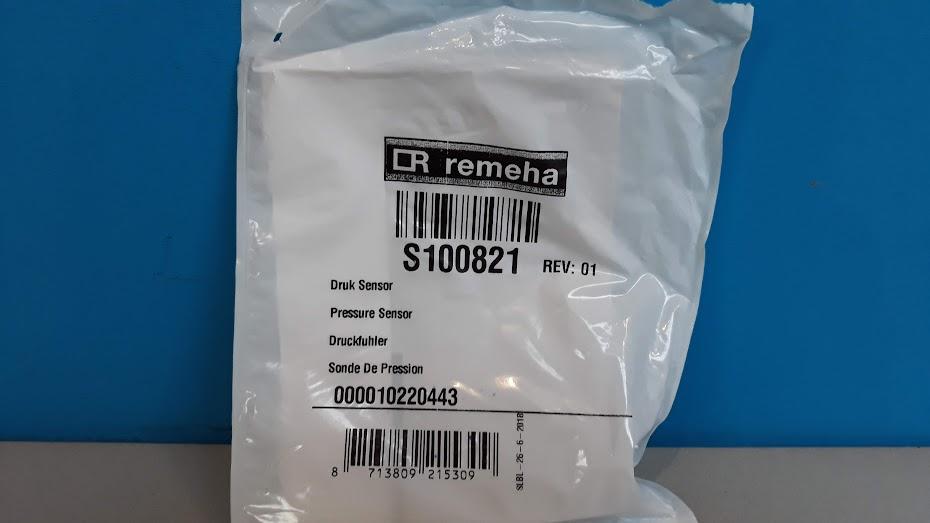 remeha
S100821 REV: 01
Druk Sensor
Pressure Sensor
Druckfuhler
Sonde De Pression
000010220443
SLBL-26-6-2018
8 713809 215309